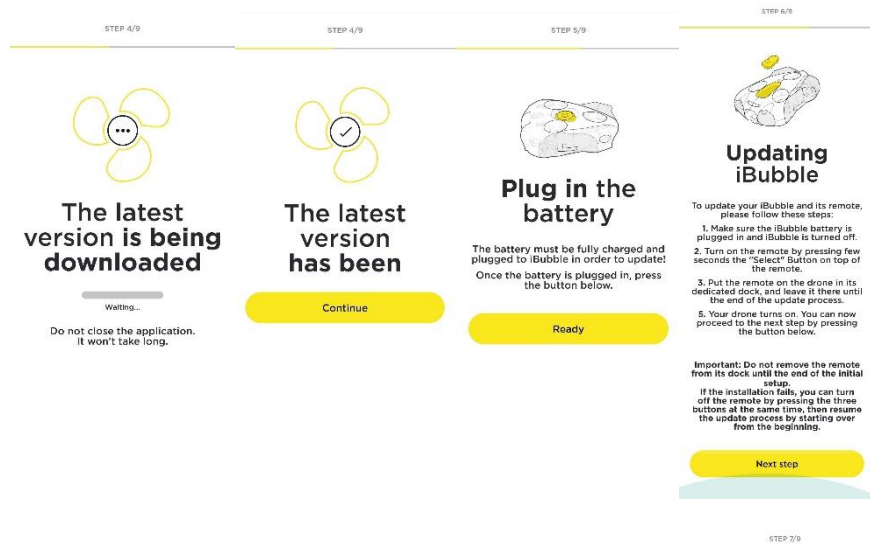 STEP 4/9
The latest
version is being
downloaded
Waiting...
Do not close the application.
It won't take long.
STEP 4/9
The latest
version
has been
Continue
STEP 5/9
Plug in the
battery
The battery must be fully charged and
plugged to iBubble in order to update!
Once the battery is plugged in, press
the button below.
Ready
STEP 6/9
Updating
iBubble
To update your iBubble and its remote,
please follow these steps:
1. Make sure the iBubble battery is
plugged in and iBubble is turned off.
2. Turn on the remote by pressing few
seconds the "Select" Button on top of
the remote.
3. Put the remote on the drone in its
dedicated dock, and leave it there until
the end of the update process.
5. Your drone turns on. You can now
proceed to the next step by pressing
the button below.
Important: Do not remove the remote
from its dock until the end of the initial
setup.
If the installation fails, you can turn
off the remote by pressing the three
buttons at the same time, then resume
the update process by starting over
from the beginning.
Next step
STEP 7/9